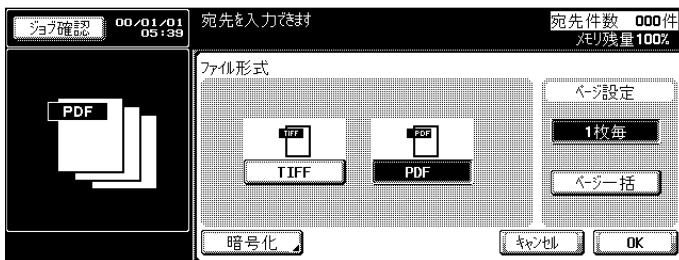 ジョブ確認
00/01/01
05:39
宛先を入力できます
宛先件数 000件
メモリ残量100%
ファイル形式
PDF
TIFF
TIFF
PDF
PDF
ページ設定
1枚毎
ページ一括
暗号化
キャンセル
OK